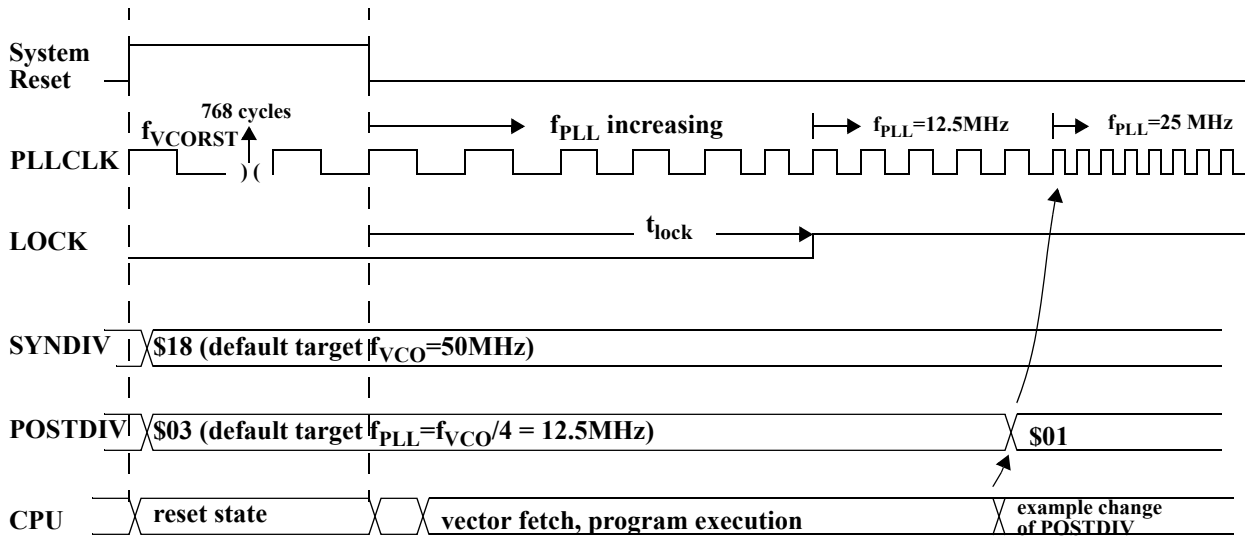 System
Reset
768 cycles
fVCORST
fPLL increasing
fPLL=12.5MHz
fPLL=25 MHz
PLLCLK
) (
LOCK
tlock
SYNDIV
$18 (default target fVCO=50MHz)
POSTDIV
$03 (default target fPLL=fVCO/4 = 12.5MHz)
$01
CPU
reset state
vector fetch, program execution
example change
of POSTDIV